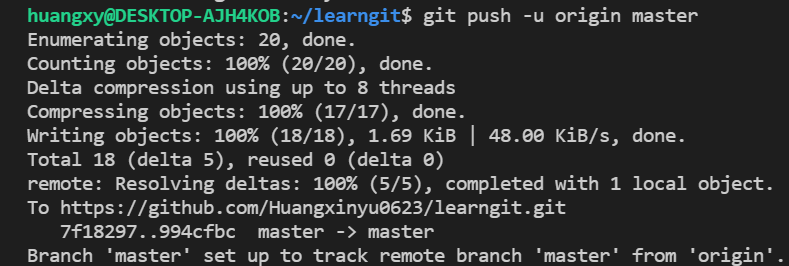 huangxy@DESKTOP-AJH4KOB:~/learngit$ git push -u origin master
Enumerating objects: 20, done.
Counting objects: 100% (20/20), done.
Delta compression using up to 8 threads
Compressing objects: 100% (17/17), done.
Writing objects: 100% (18/18), 1.69 KiB | 48.00 KiB/s, done.
Total 18 (delta 5), reused 0 (delta 0)
remote: Resolving deltas: 100% (5/5), completed with 1 local object.
To https://github.com/Huangxinyu0623/learngit.git
   7f18297..994cfbc  master -> master
Branch 'master' set up to track remote branch 'master' from 'origin'.